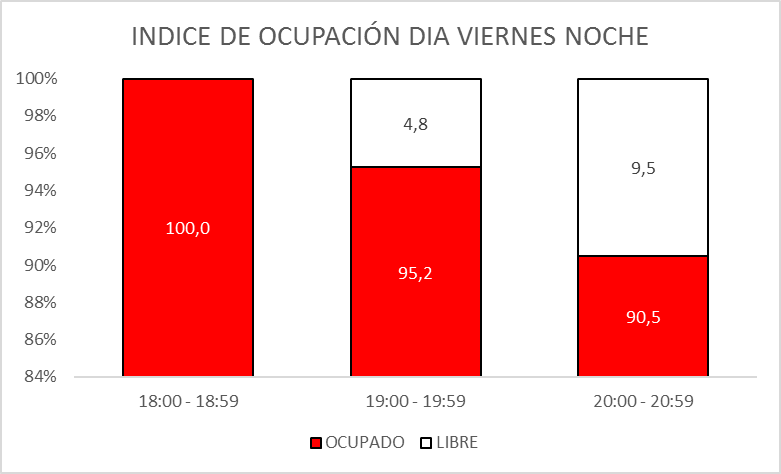 INDICE DE OCUPACIÓN DIA VIERNES NOCHE
100%
98%
96%
94%
92%
90%
88%
86%
84%
100,0
4,8
95,2
9,5
90,5
18:00 - 18:59
19:00 - 19:59
20:00 - 20:59
OCUPADO
LIBRE